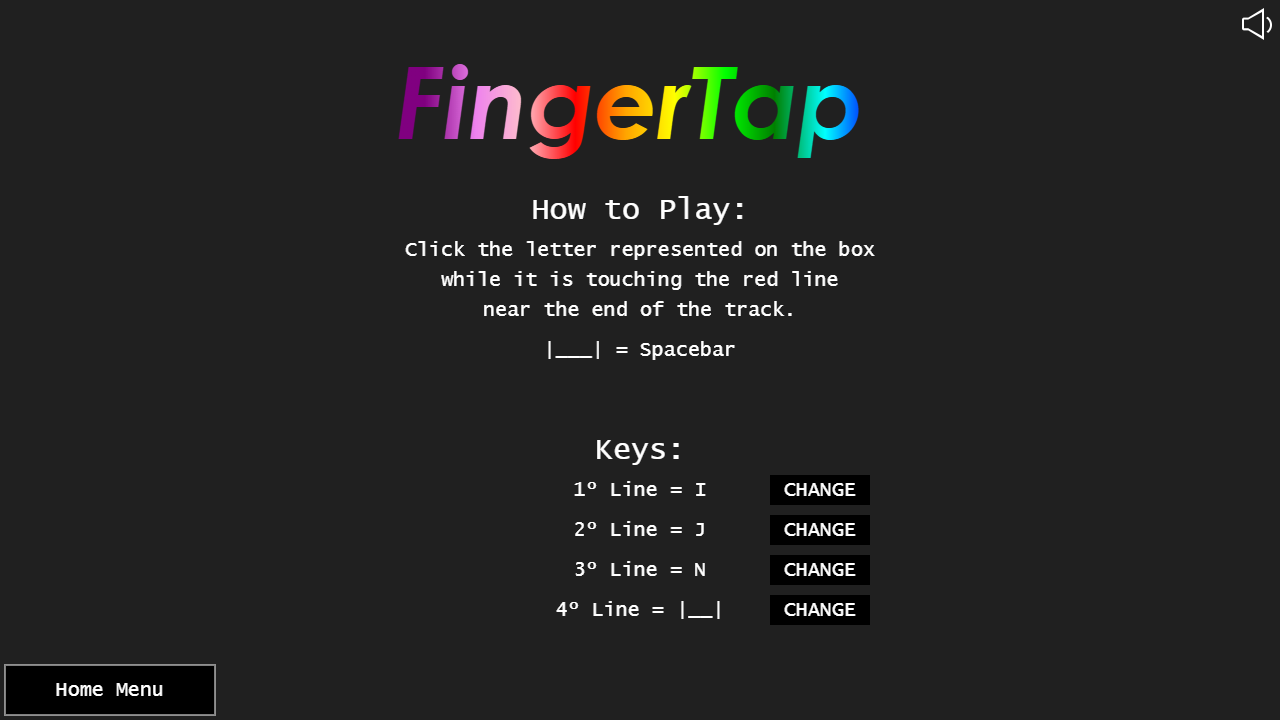 FingerTap
How to Play:
Click the letter represented on the box
while it is touching the red line
near the end of the track.
|___| = Spacebar
Keys:
1º Line = I CHANGE
2º Line = J CHANGE
3º Line = N CHANGE
4º Line = |__| CHANGE
Home Menu